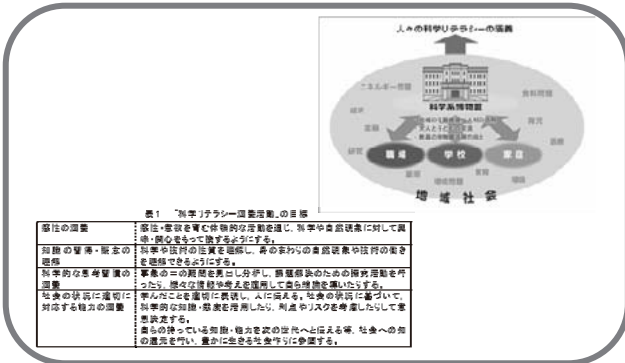 人々の科学リテラシーの涵養
エネルギー問題
食料問題
科学系博物館
職場
学校
家庭
地域社会
表1 「科学リテラシー涵養活動」の目標
感性の涵養
感性・意欲を育む体験的な活動を通じ、科学や自然現象に対して興
味・関心をもって接するようにする。
知識の習得・概念の
理解
科学や技術の性質を理解し、身のまわりの自然現象や技術の働き
を理解できるようにする。
科学的な思考習慣の
涵養
事象の中の疑問を見出し分析し、課題解決のための探究活動を行
ったり、様々な情報や考えを適用して自ら結論を導いたりする。
社会の状況に適切に
対応する能力の涵養
学んだことを適切に表現し、人に伝える。社会の状況に基づいて、
科学的な知識・態度を活用したり、利点やリスクを考慮したりして意
思決定する。
自らの持っている知識・能力を次の世代へと伝える等、社会への知
の還元を行い、豊かに生きる社会作りに参画する。